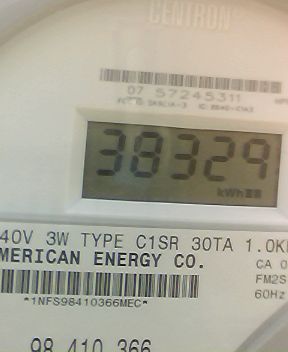 CENTRON®
07 57245311
38329
kWh
40V 3W TYPE C1SR 30TA 1.0K
MERICAN ENERGY CO. CA 0
FM2S
*1NFS98410366MEC* 60Hz
98 410 366